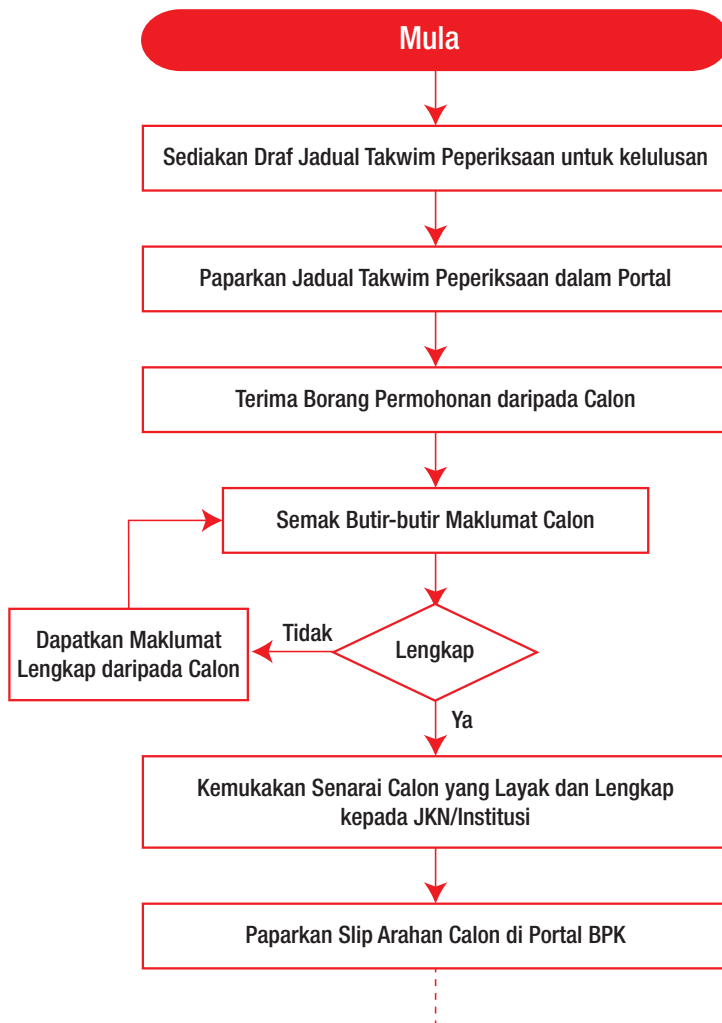 Mula
Sediakan Draf Jadual Takwim Peperiksaan untuk kelulusan
Paparkan Jadual Takwim Peperiksaan dalam Portal
Terima Borang Permohonan daripada Calon
Semak Butir-butir Maklumat Calon
Dapatkan Maklumat
Lengkap daripada Calon
Tidak
Lengkap
Ya
Kemukakan Senarai Calon yang Layak dan Lengkap
kepada JKN/Institusi
Paparkan Slip Arahan Calon di Portal BPK